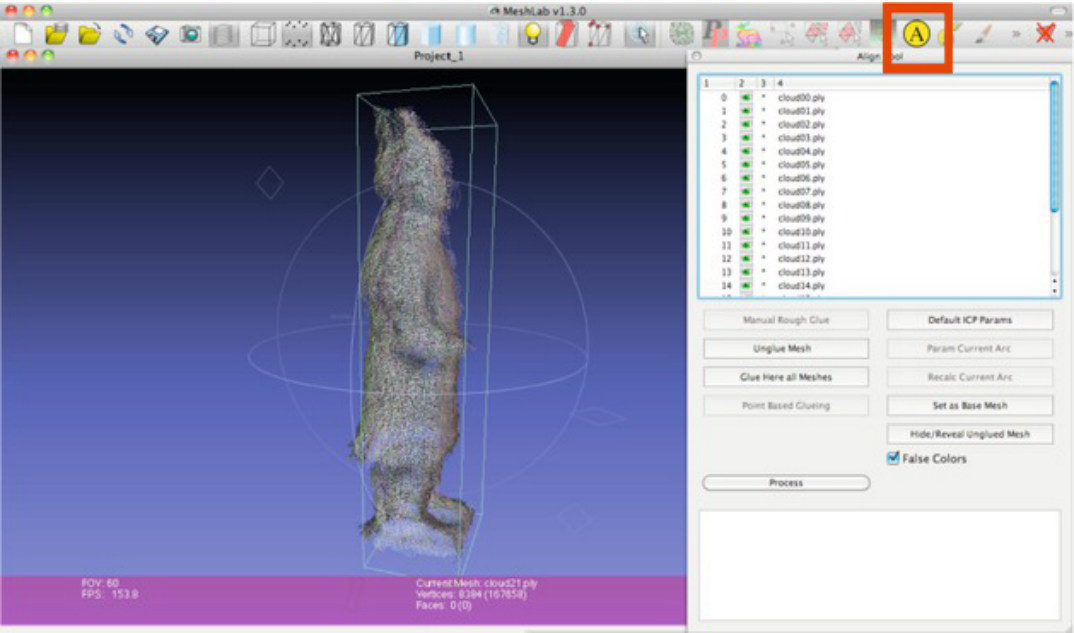 MeshLab v1.3.0
Project_1
A
1 2 3 4
0 * cloud00.ply
1 * cloud01.ply
2 * cloud02.ply
3 * cloud03.ply
4 * cloud04.ply
5 * cloud05.ply
6 * cloud06.ply
7 * cloud07.ply
8 * cloud08.ply
9 * cloud09.ply
10 * cloud10.ply
11 * cloud11.ply
12 * cloud12.ply
13 * cloud13.ply
14 * cloud14.ply
Manual Rough Glue
Default ICP Params
Unglue Mesh
Param Current Arc
Glue Here all Meshes
Recalc Current Arc
Point Based Glueing
Set as Base Mesh
Hide/Reveal Unglued Mesh
False Colors
Process
FOV: 60
FPS: 153.8
Current Mesh: cloud21.ply
Vertices: 8384 (167658)
Faces: 0 (0)